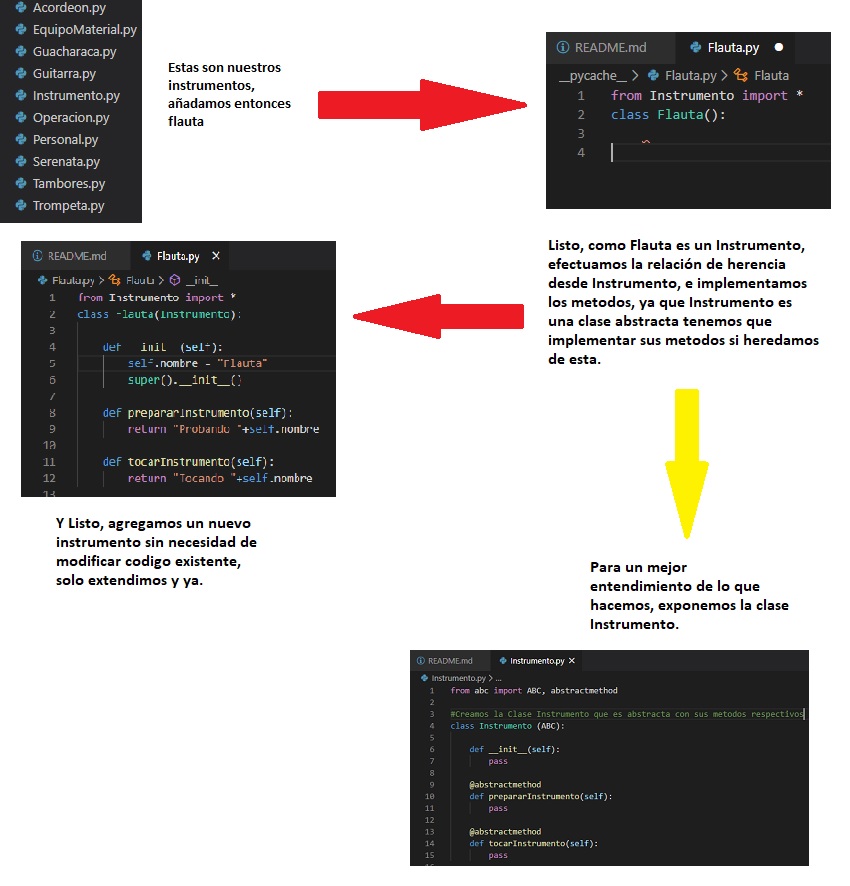 Acordeon.py
EquipoMaterial.py
Guacharaca.py
Guitarra.py
Instrumento.py
Operacion.py
Personal.py
Serenata.py
Tambores.py
Trompeta.py
Estas son nuestros
instrumentos,
añadamos entonces
flauta
README.md Flauta.py
__pycache__ > Flauta.py > Flauta
1 from Instrumento import *
2 class Flauta():
3
4
Listo, como Flauta es un Instrumento,
efectuamos la relación de herencia
desde Instrumento, e implementamos
los metodos, ya que Instrumento es
una clase abstracta tenemos que
implementar sus metodos si heredamos
de esta.
README.md Flauta.py X
Flauta.py > Flauta > __init__
1 from Instrumento import *
2 class Flauta(Instrumento):
3
4 def __init__(self):
5 self.nombre = "Flauta"
6 super().__init__()
7
8 def prepararInstrumento(self):
9 return "Probando "+self.nombre
10
11 def tocarInstrumento(self):
12 return "Tocando "+self.nombre
13
Y Listo, agregamos un nuevo
instrumento sin necesidad de
modificar codigo existente,
solo extendimos y ya.
Para un mejor
entendimiento de lo que
hacemos, exponemos la clase
Instrumento.
README.md Instrumento.py X
Instrumento.py > ...
1 from abc import ABC, abstractmethod
2
3 #Creamos la Clase Instrumento que es abstracta con sus metodos respectivos
4 class Instrumento (ABC):
5
6 def __init__(self):
7 pass
8
9 @abstractmethod
10 def prepararInstrumento(self):
11 pass
12
13 @abstractmethod
14 def tocarInstrumento(self):
15 pass